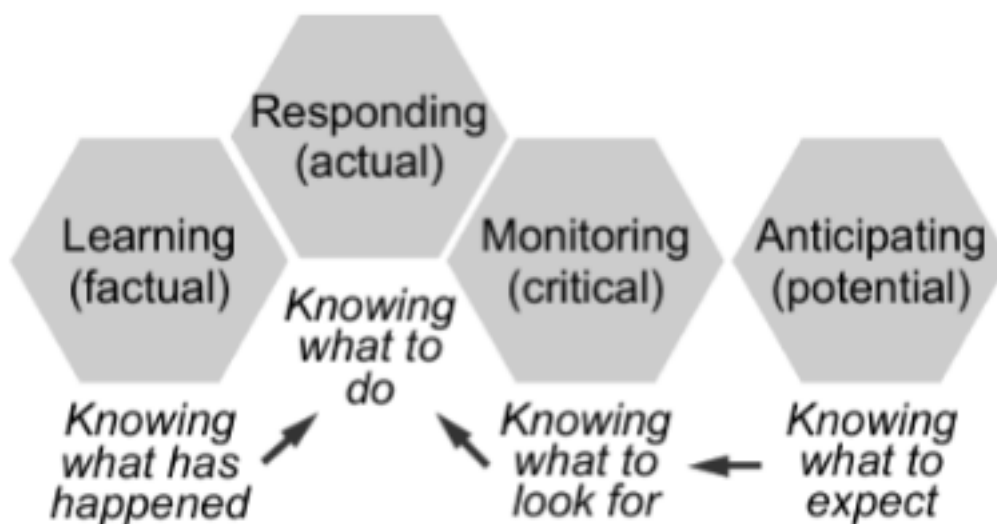 Responding
(actual)
Learning
(factual)
Monitoring
(critical)
Anticipating
(potential)
Knowing
what to
do
Knowing
what has
happened
Knowing
what to
look for
Knowing
what to
expect